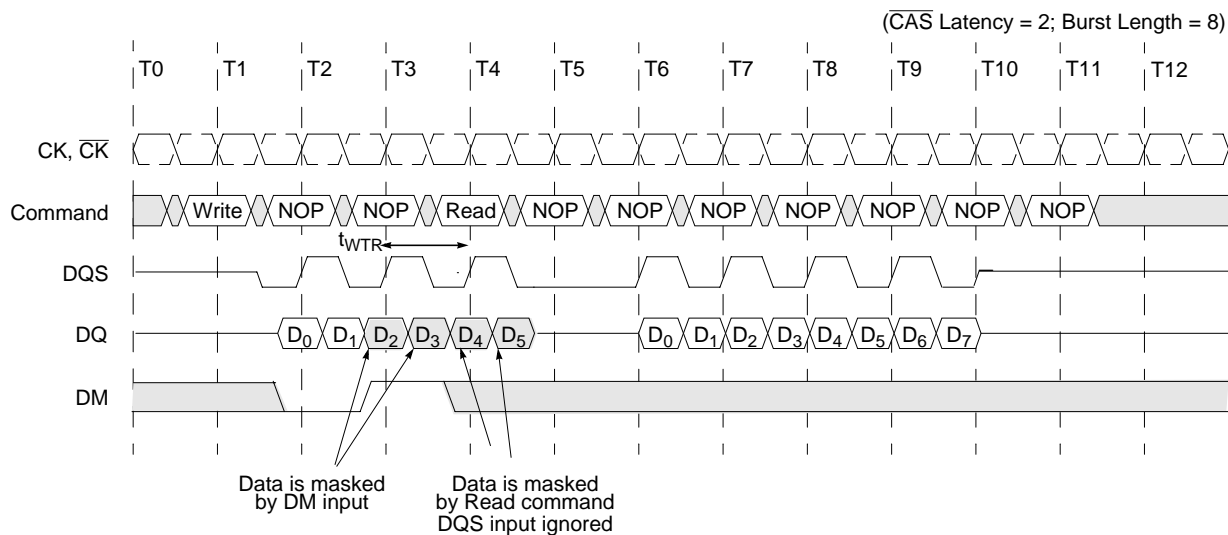 (CAS Latency = 2; Burst Length = 8)
T0 T1 T2 T3 T4 T5 T6 T7 T8 T9 T10 T11 T12
CK, CK
Command Write NOP NOP Read NOP NOP NOP NOP NOP NOP NOP
tWTR
DQS
DQ D0 D1 D2 D3 D4 D5 D0 D1 D2 D3 D4 D5 D6 D7
DM
Data is masked
by DM input
Data is masked
by Read command
DQS input ignored